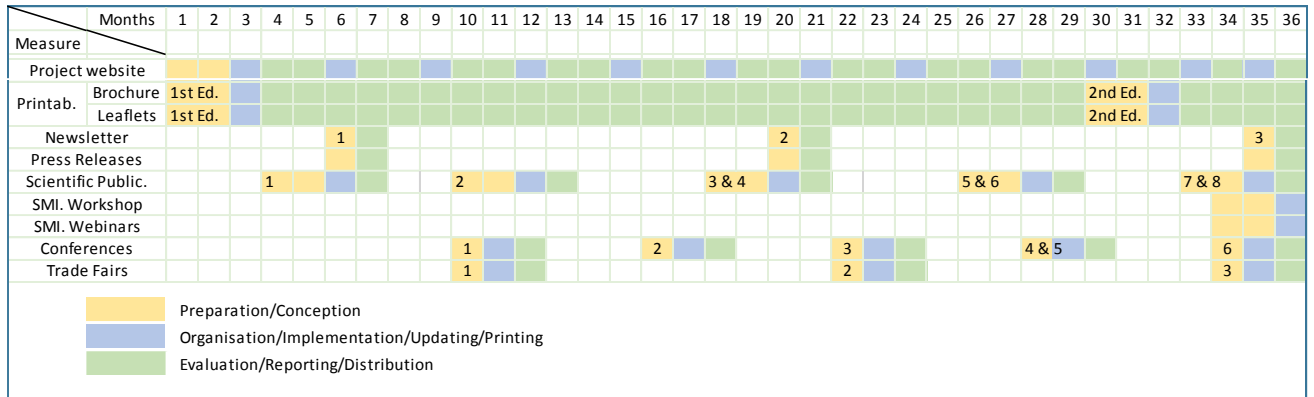 Months 1 2 3 4 5 6 7 8 9 10 11 12 13 14 15 16 17 18 19 20 21 22 23 24 25 26 27 28 29 30 31 32 33 34 35 36
Measure
Project website
Printab. Brochure 1st Ed. 2nd Ed.
Leaflets 1st Ed. 2nd Ed.
Newsletter 1 2 3
Press Releases
Scientific Public. 1 2 3 & 4 5 & 6 7 & 8
SMI. Workshop
SMI. Webinars
Conferences 1 2 3 4 & 5 6
Trade Fairs 1 2 3
Preparation/Conception
Organisation/Implementation/Updating/Printing
Evaluation/Reporting/Distribution